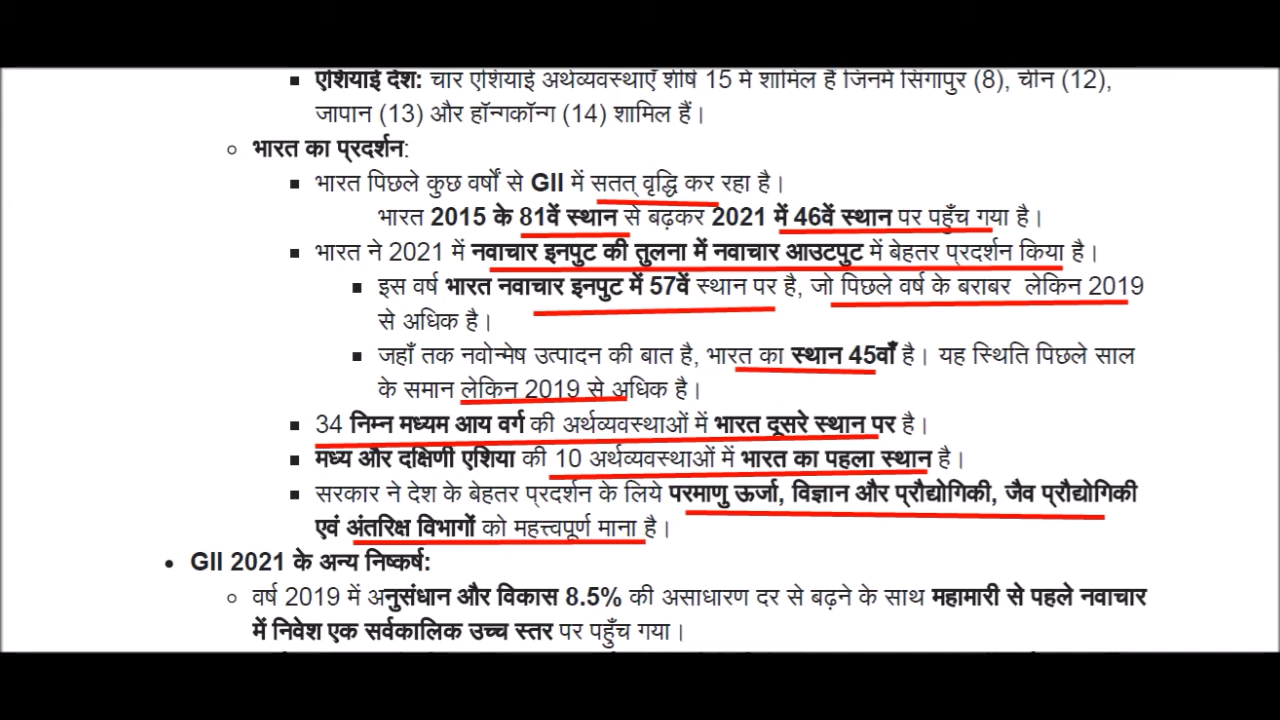 एशियाई देश: चार एशियाई अर्थव्यवस्थाएँ शीर्ष 15 में शामिल हैं जिनमें सिंगापुर (8), चीन (12),
जापान (13) और हॉन्गकॉन्ग (14) शामिल हैं।
भारत का प्रदर्शन:
भारत पिछले कुछ वर्षों से GII में सतत् वृद्धि कर रहा है।
भारत 2015 के 81वें स्थान से बढ़कर 2021 में 46वें स्थान पर पहुँच गया है।
भारत ने 2021 में नवाचार इनपुट की तुलना में नवाचार आउटपुट में बेहतर प्रदर्शन किया है।
इस वर्ष भारत नवाचार इनपुट में 57वें स्थान पर है, जो पिछले वर्ष के बराबर लेकिन 2019
से अधिक है।
जहाँ तक नवोन्मेष उत्पादन की बात है, भारत का स्थान 45वाँ है। यह स्थिति पिछले साल
के समान लेकिन 2019 से अधिक है।
34 निम्न मध्यम आय वर्ग की अर्थव्यवस्थाओं में भारत दूसरे स्थान पर है।
मध्य और दक्षिणी एशिया की 10 अर्थव्यवस्थाओं में भारत का पहला स्थान है।
सरकार ने देश के बेहतर प्रदर्शन के लिये परमाणु ऊर्जा, विज्ञान और प्रौद्योगिकी, जैव प्रौद्योगिकी
एवं अंतरिक्ष विभागों को महत्त्वपूर्ण माना है।
GII 2021 के अन्य निष्कर्ष:
वर्ष 2019 में अनुसंधान और विकास 8.5% की असाधारण दर से बढ़ने के साथ महामारी से पहले नवाचार
में निवेश एक सर्वकालिक उच्च स्तर पर पहुँच गया।